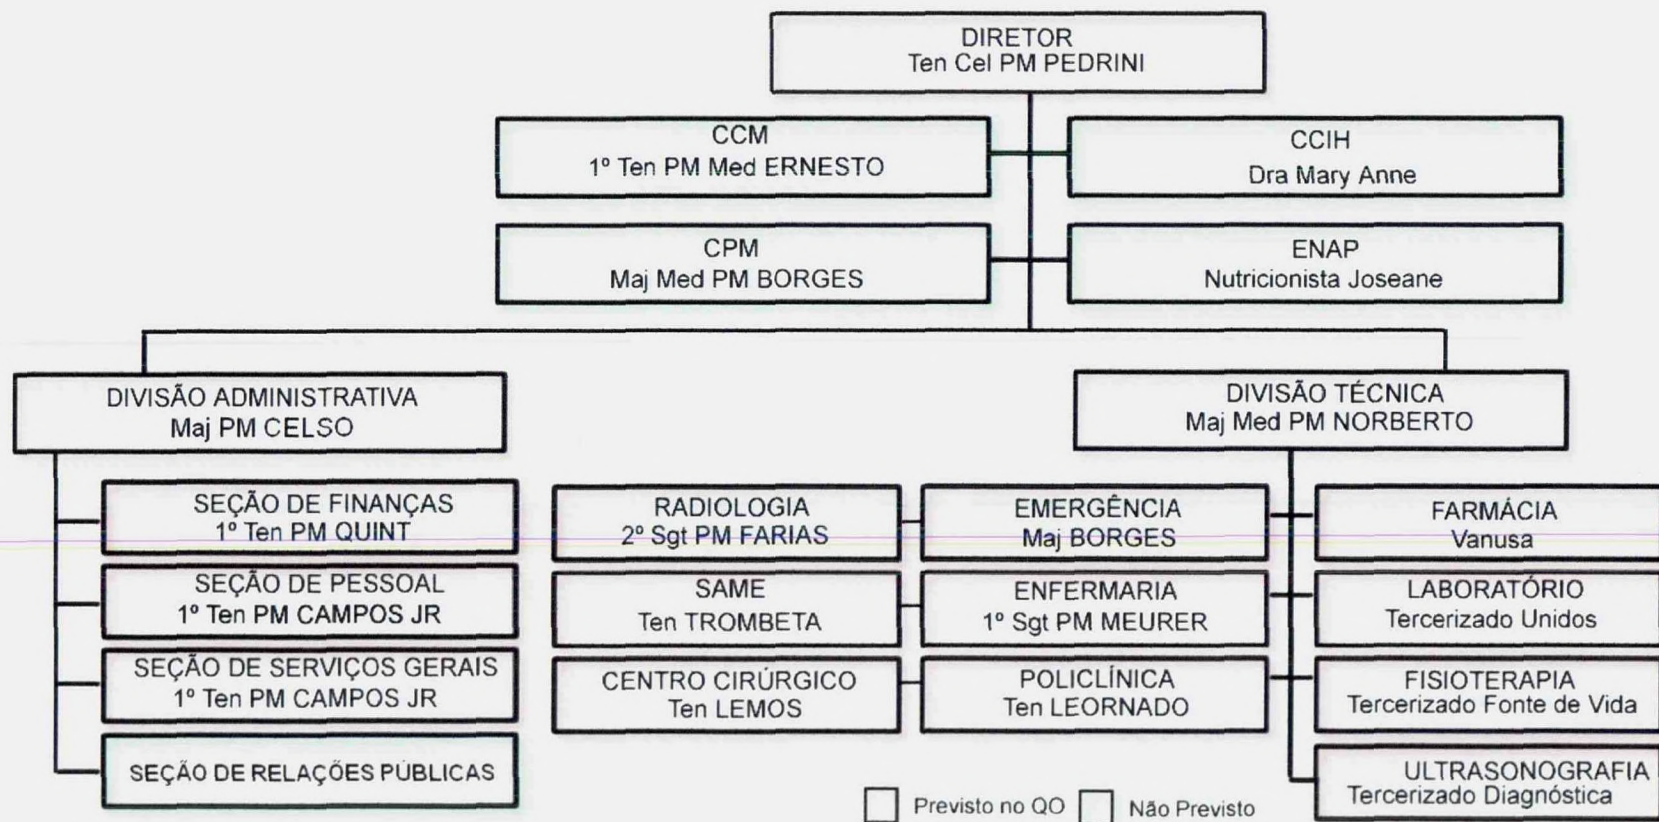 DIRETOR
Ten Cel PM PEDRINI
CCM
1º Ten PM Med ERNESTO
CCIH
Dra Mary Anne
CPM
Maj Med PM BORGES
ENAP
Nutricionista Joseane
DIVISÃO ADMINISTRATIVA
Maj PM CELSO
DIVISÃO TÉCNICA
Maj Med PM NORBERTO
SEÇÃO DE FINANÇAS
1º Ten PM QUINT
RADIOLOGIA
2º Sgt PM FARIAS
EMERGÊNCIA
Maj BORGES
FARMÁCIA
Vanusa
SEÇÃO DE PESSOAL
1º Ten PM CAMPOS JR
SAME
Ten TROMBETA
ENFERMARIA
1º Sgt PM MEURER
LABORATÓRIO
Tercerizado Unidos
SEÇÃO DE SERVIÇOS GERAIS
1º Ten PM CAMPOS JR
CENTRO CIRÚRGICO
Ten LEMOS
POLICLÍNICA
Ten LEORNADO
FISIOTERAPIA
Tercerizado Fonte de Vida
SEÇÃO DE RELAÇÕES PÚBLICAS
ULTRASONOGRAFIA
Tercerizado Diagnóstica
Previsto no QO
Não Previsto